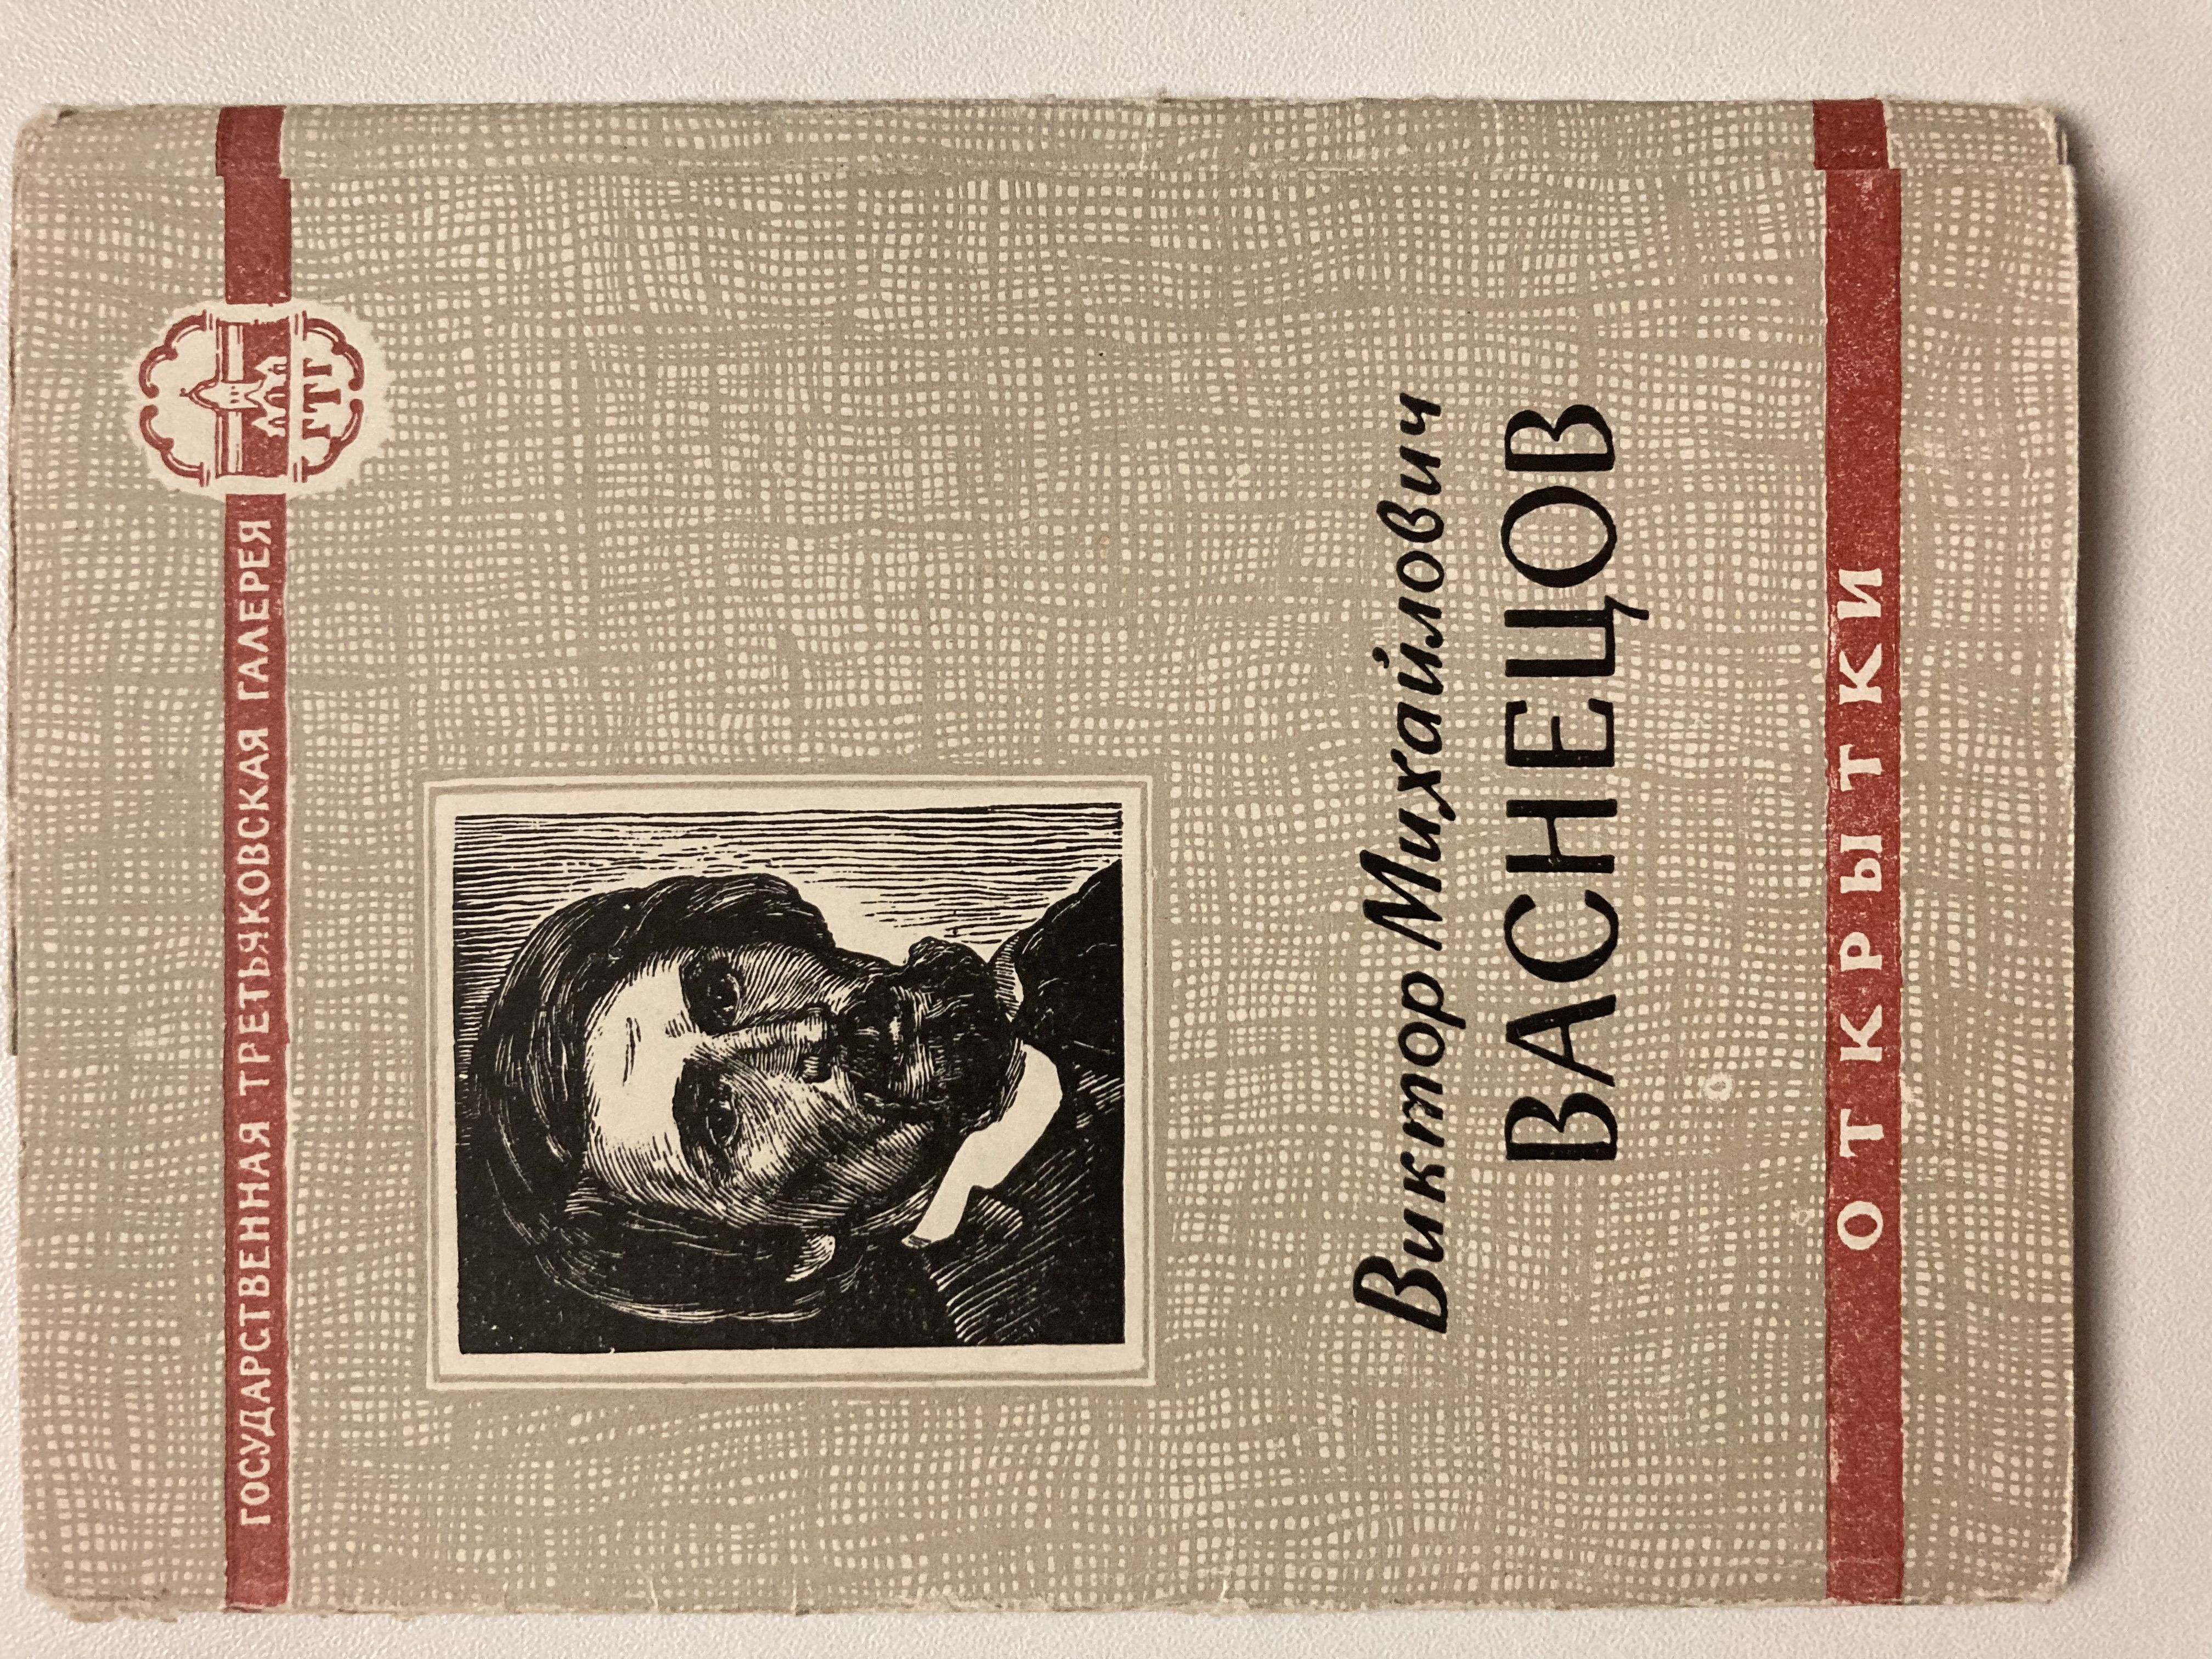 ГОСУДАРСТВЕННАЯ ТРЕТЬЯКОВСКАЯ ГАЛЕРЕЯ
ГТГ
Виктор Михайлович
ВАСНЕЦОВ
ОТКРЫТКИ